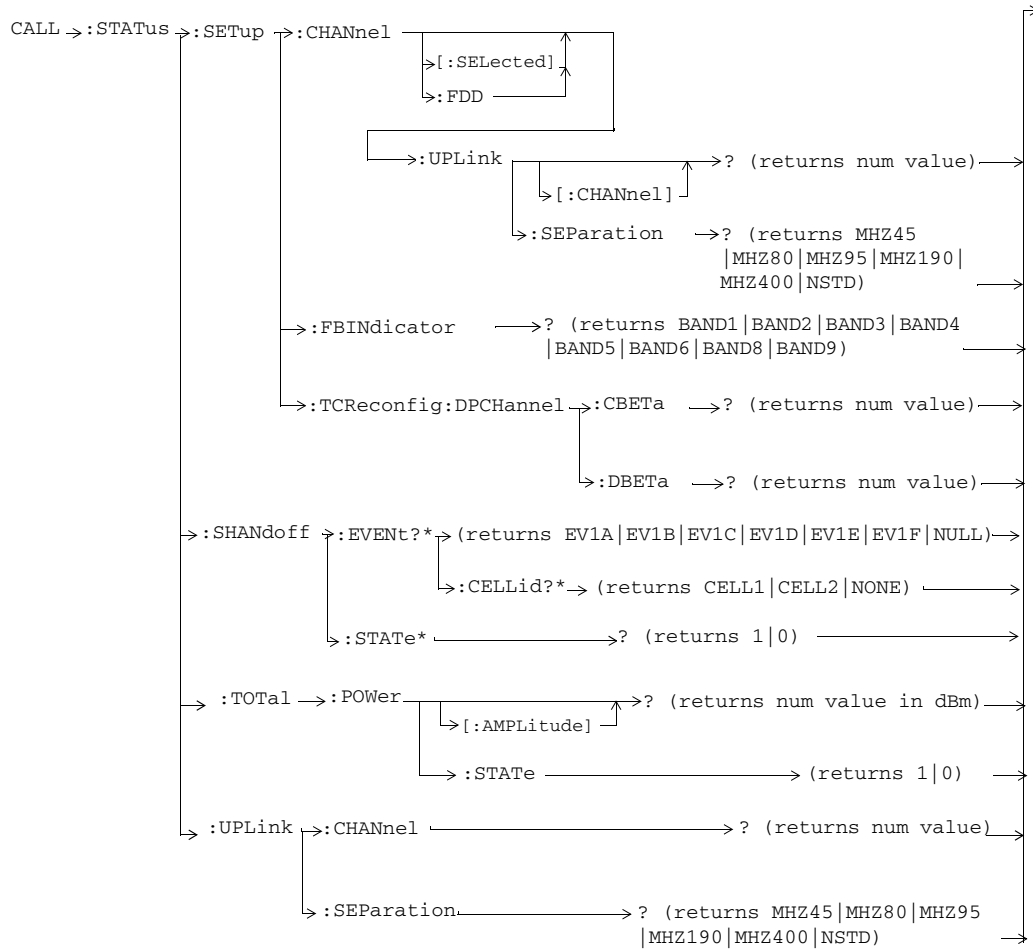 CALL :STATus :SETup :CHANnel
[:SELected]
:FDD
:UPLink ? (returns num value)
[:CHANnel]
:SEParation ? (returns MHZ45
|MHZ80|MHZ95|MHZ190|
MHZ400|NSTD)
:FBINdicator ? (returns BAND1|BAND2|BAND3|BAND4
|BAND5|BAND6|BAND8|BAND9)
:TCReconfig:DPCHannel :CBETa ? (returns num value)
:DBETa ? (returns num value)
:SHANdoff :EVENt?* (returns EV1A|EV1B|EV1C|EV1D|EV1E|EV1F|NULL)
:CELLid?* (returns CELL1|CELL2|NONE)
:STATe* ? (returns 1|0)
:TOTal :POWer ? (returns num value in dBm)
[:AMPLitude]
:STATe (returns 1|0)
:UPLink :CHANnel ? (returns num value)
:SEParation ? (returns MHZ45|MHZ80|MHZ95
|MHZ190|MHZ400|NSTD)